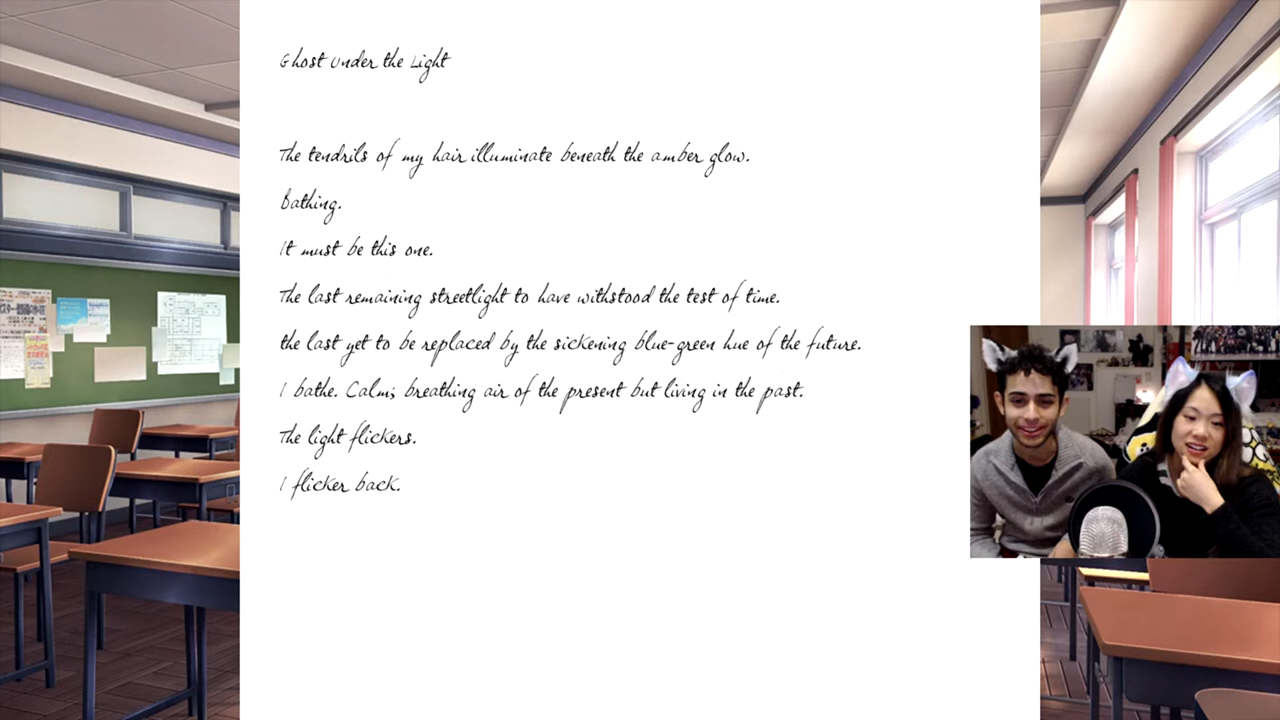 Ghost Under the Light
The tendrils of my hair illuminate beneath the amber glow.
Bathing.
It must be this one.
The last remaining streetlight to have withstood the test of time.
the last yet to be replaced by the sickening blue-green hue of the future.
I bathe. Calm; breathing air of the present but living in the past.
The light flickers.
I flicker back.